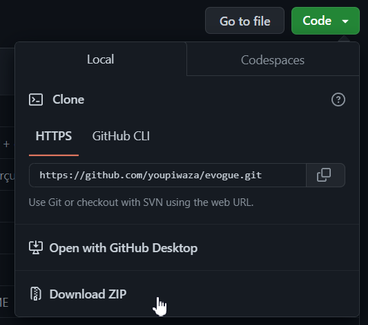 Go to file
Code
Local
Codespaces
Clone
HTTPS
GitHub CLI
https://github.com/youpiwaza/evogue.git
Use Git or checkout with SVN using the web URL.
Open with GitHub Desktop
Download ZIP